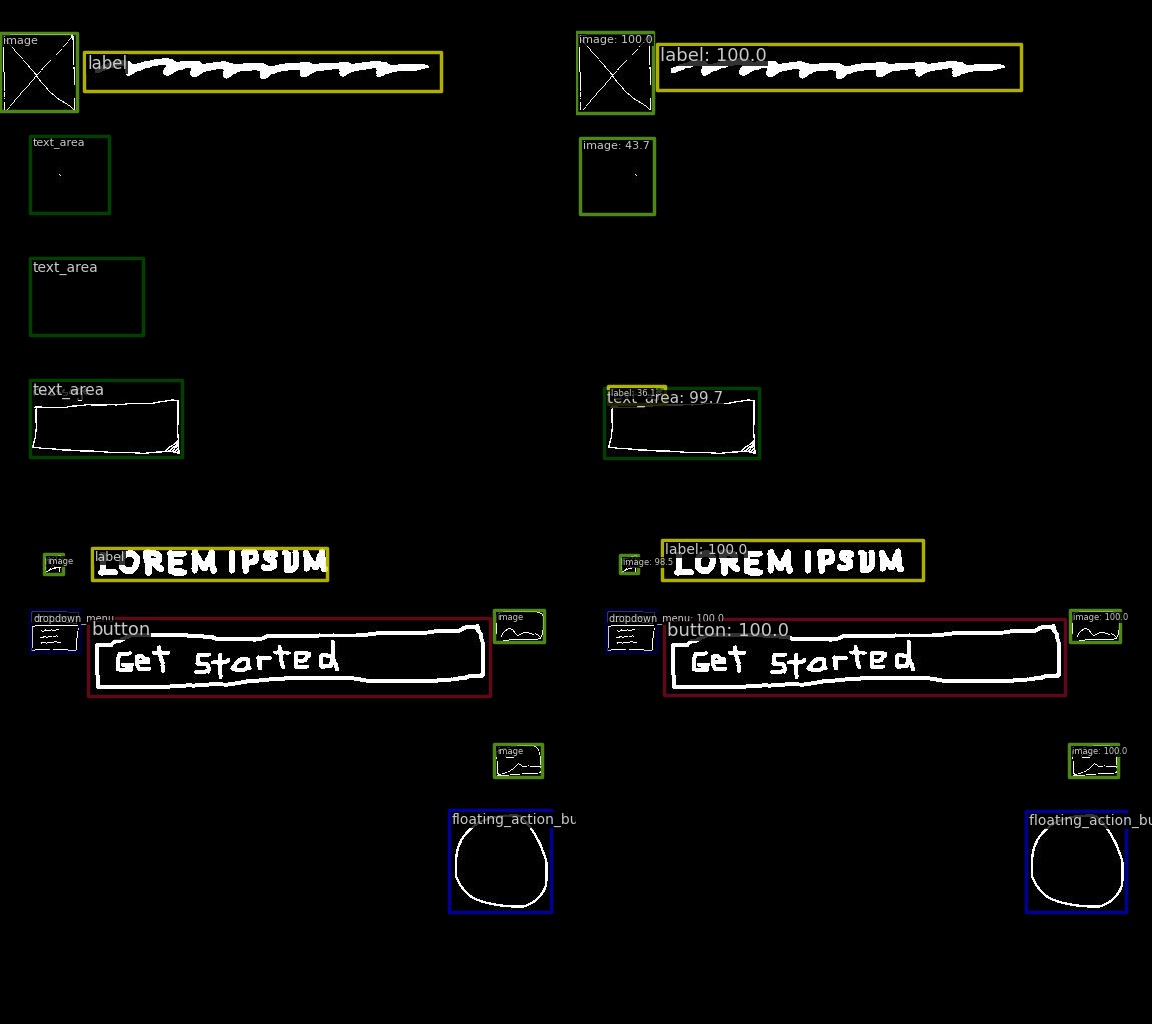 image
image: 100.0
label
label: 100.0
text_area
image: 43.7
text_area
text_area
label: 36.1
text_area: 99.7
image
label
LOREM IPSUM
image: 98.5
label: 100.0
LOREM IPSUM
dropdown_menu
button
Get Started
image
dropdown_menu: 100.0
button: 100.0
Get Started
image: 100.0
image
image: 100.0
floating_action_bu
floating_action_bu